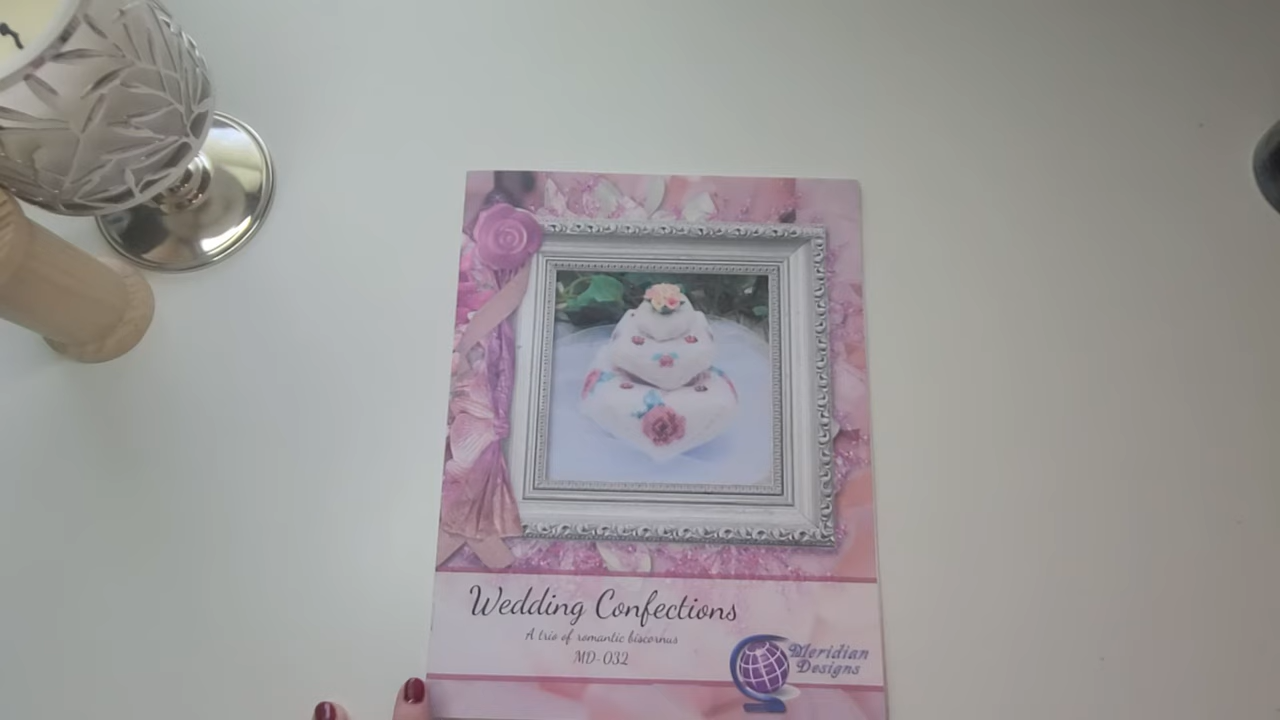 Wedding Confections
A trio of romantic biscornus
MD-032
Meridian
Designs